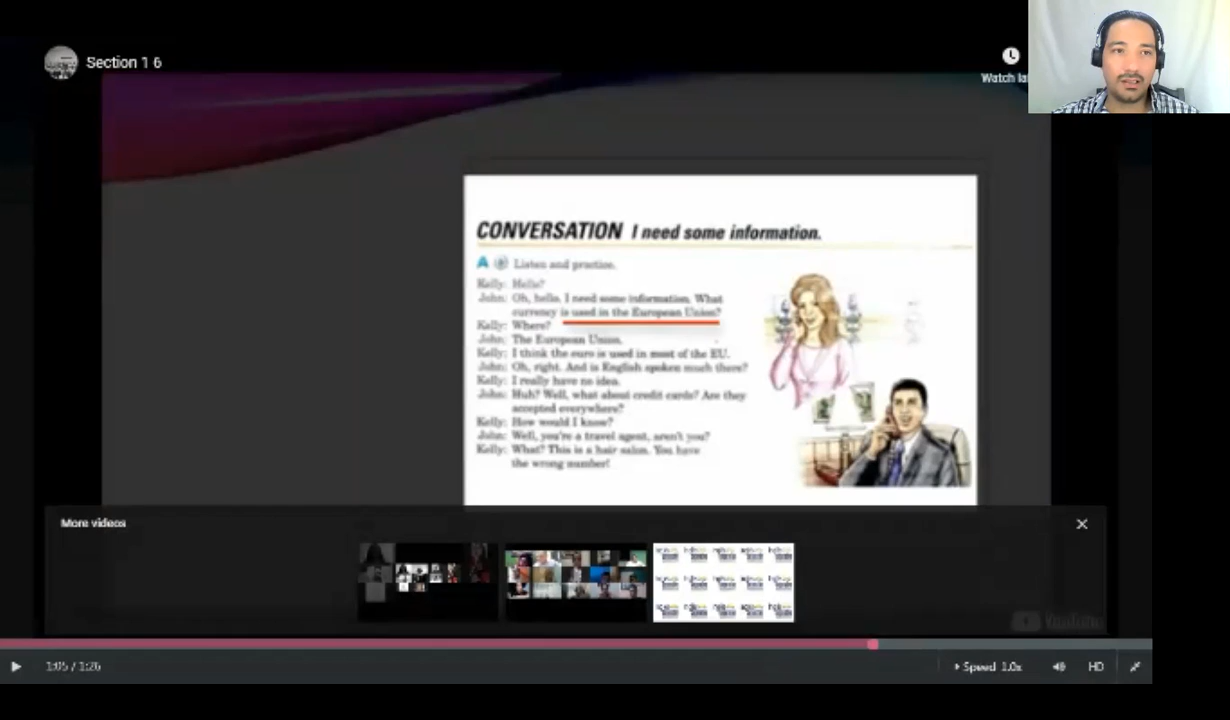 Section 1 6
Watch la
CONVERSATION I need some information.
A Listen and practice.
Kelly: Hello?
John: Oh, hello. I need some information. What
currency is used in the European Union?
Kelly: Where?
John: The European Union.
Kelly: I think the euro is used in most of the EU.
John: Oh, right. And is English spoken much there?
Kelly: I really have no idea.
John: Huh? Well, what about credit cards? Are they
accepted everywhere?
Kelly: How would I know?
John: Well, you're a travel agent, aren't you?
Kelly: What? This is a hair salon. You have
the wrong number!
More videos
YouTube
1:05 / 1:26
Speed 1.0x
HD